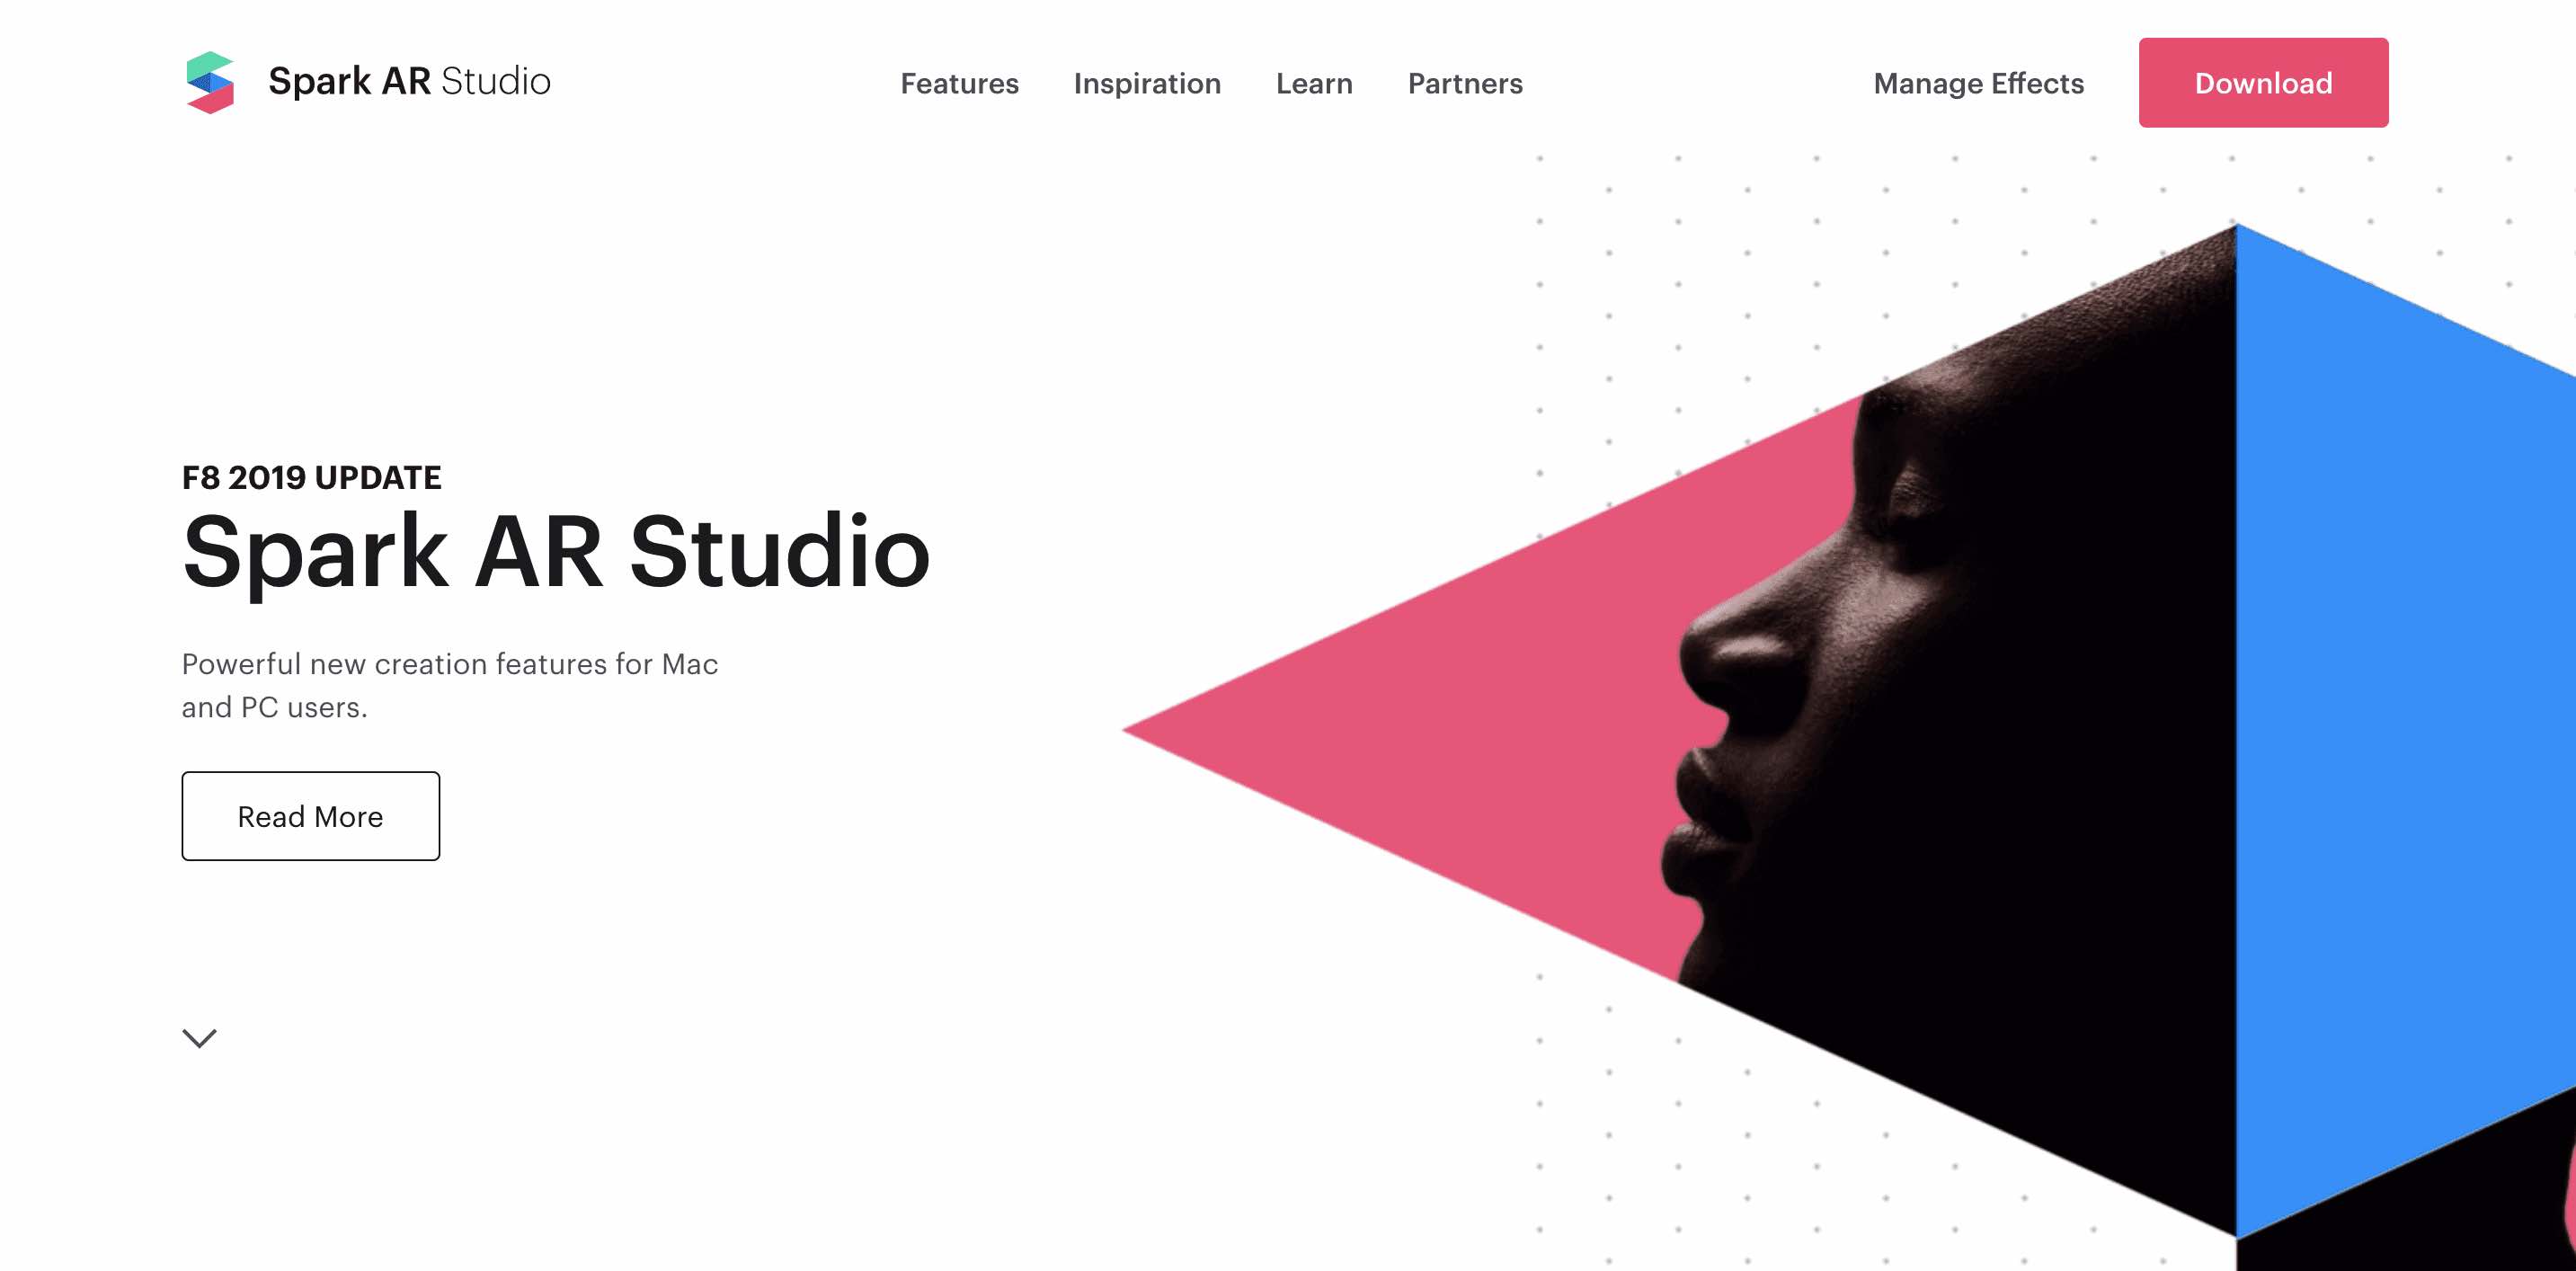 Spark AR Studio
Features
Inspiration
Learn
Partners
Manage Effects
Download
F8 2019 UPDATE
Spark AR Studio
Powerful new creation features for Mac
and PC users.
Read More